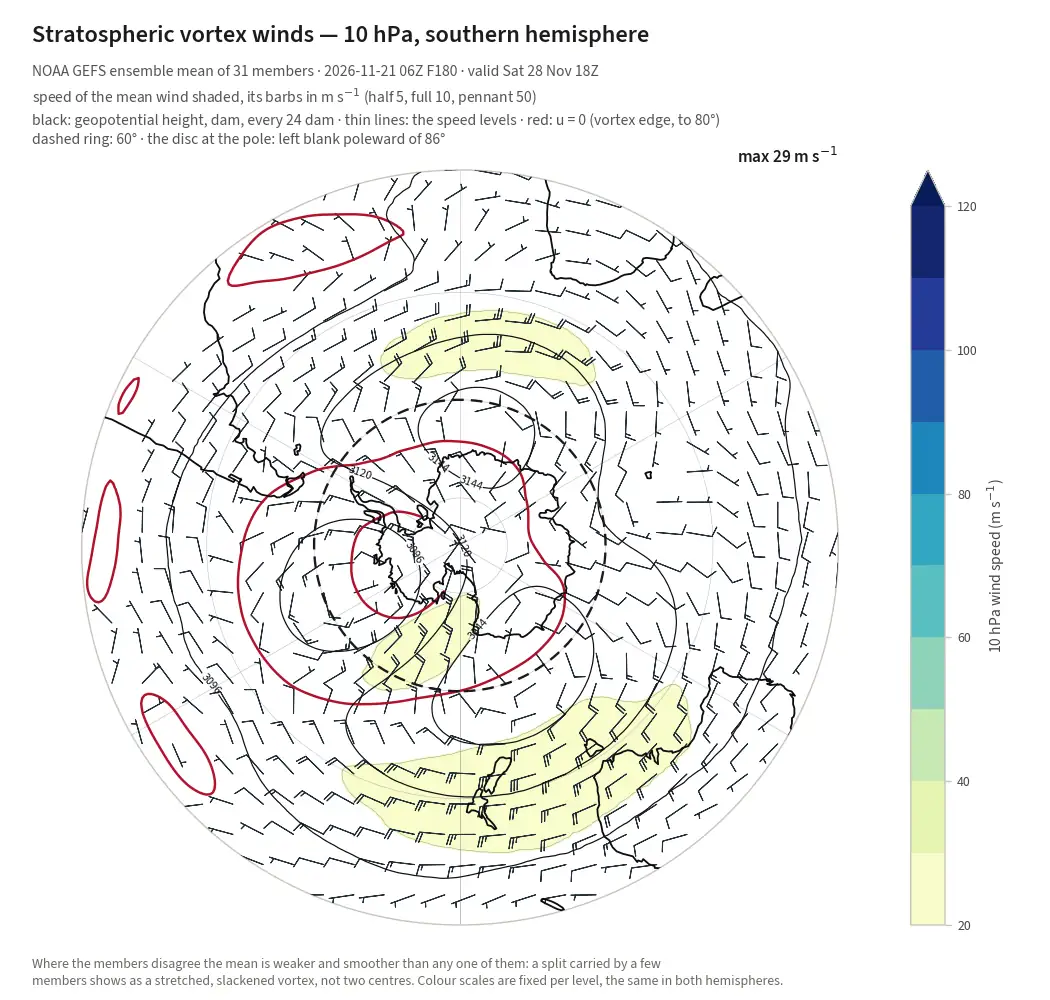 Stratospheric vortex winds — 10 hPa, southern hemisphere
NOAA GEFS ensemble mean of 31 members · 2026-11-21 06Z F180 · valid Sat 28 Nov 18Z
speed of the mean wind shaded, its barbs in m s⁻¹ (half 5, full 10, pennant 50)
black: geopotential height, dam, every 24 dam · thin lines: the speed levels · red: u = 0 (vortex edge, to 80°)
dashed ring: 60° · the disc at the pole: left blank poleward of 86°
max 29 m s⁻¹
120
100
80
60
40
20
10 hPa wind speed (m s⁻¹)
3120
3144
3144
3096
3120
3144
3096
Where the members disagree the mean is weaker and smoother than any one of them: a split carried by a few
members shows as a stretched, slackened vortex, not two centres. Colour scales are fixed per level, the same in both hemispheres.